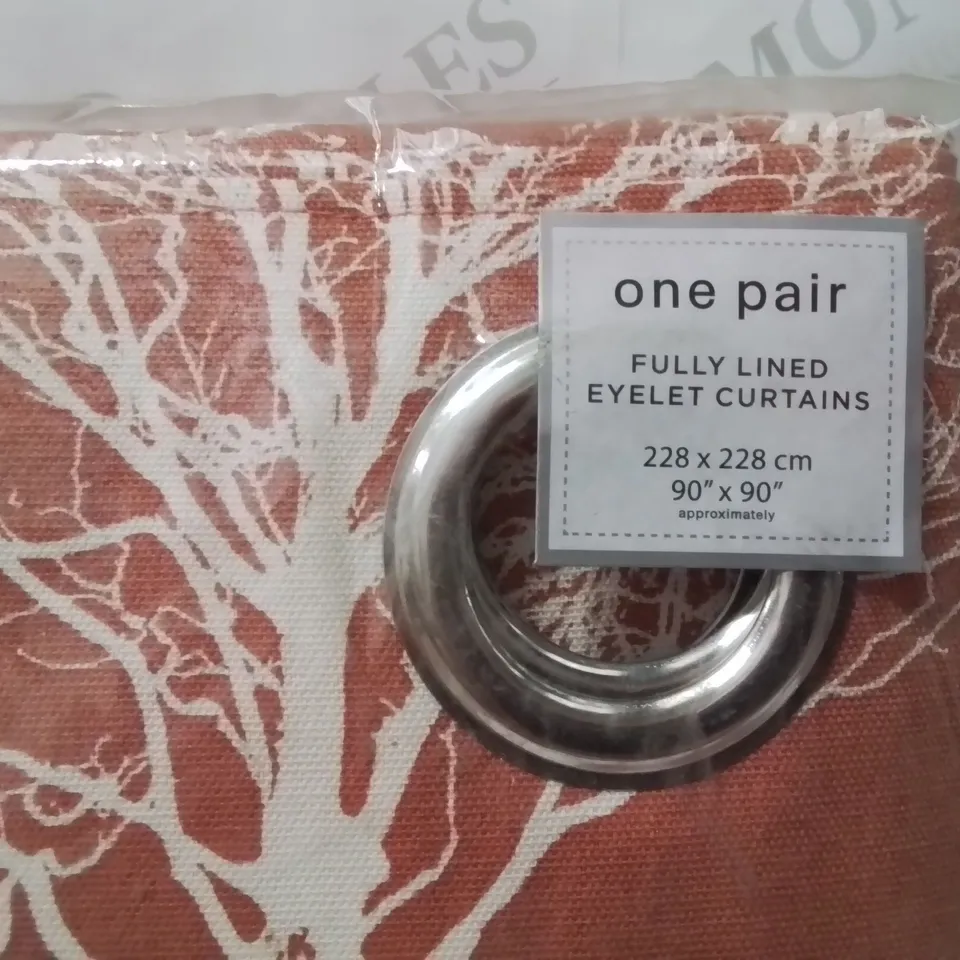 one pair
FULLY LINED
EYELET CURTAINS
228 x 228 cm
90” x 90”
approximately